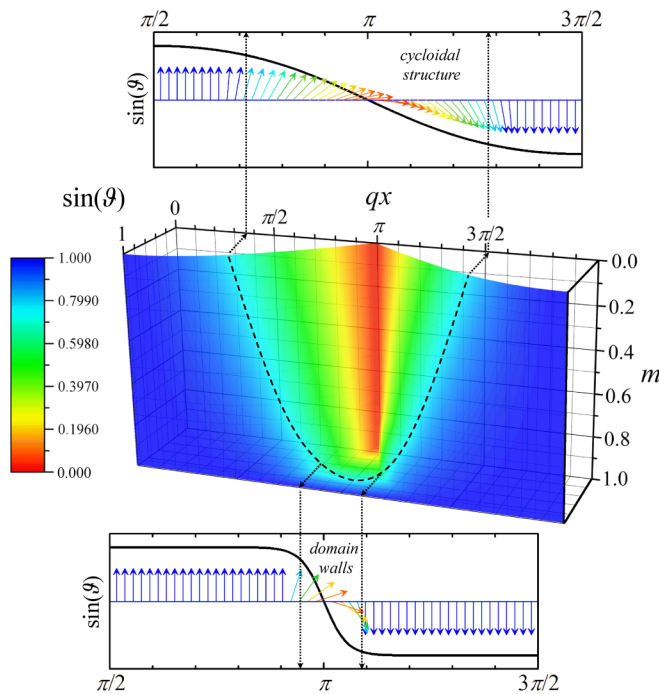 π/2 π 3π/2
sin(ϑ)
cycloidal
structure
sin(ϑ)
qx
1 0 π/2 π 3π/2
1.000
0.7990
0.5980
0.3970
0.1960
0.000
0.0
0.2
0.4
0.6
0.8
1.0
m
sin(ϑ)
domain
walls
π/2 π 3π/2